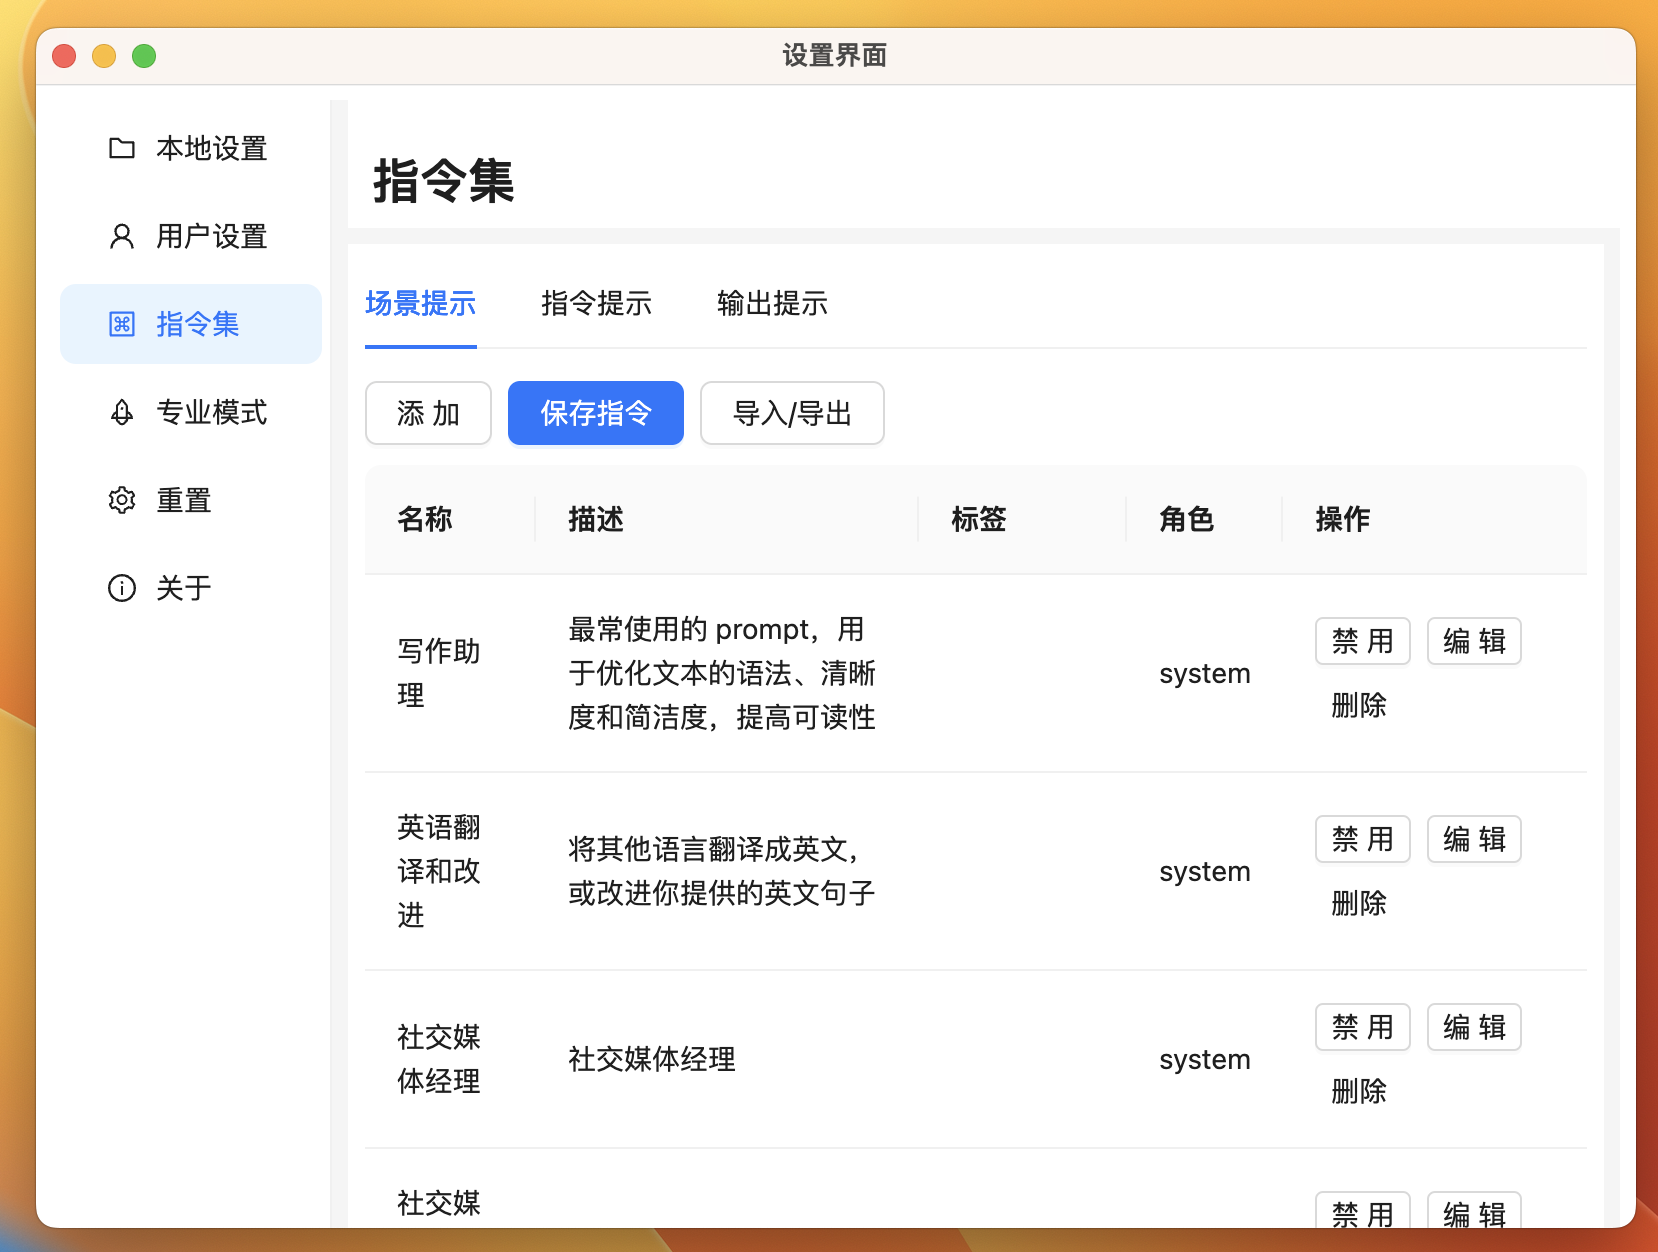 设置界面
本地设置
用户设置
指令集
专业模式
重置
关于
指令集
场景提示 指令提示 输出提示
添加 保存指令 导入/导出
名称 描述 标签 角色 操作
写作助
理
最常使用的 prompt，用
于优化文本的语法、清晰
度和简洁度，提高可读性
system
禁用 编辑
删除
英语翻
译和改
进
将其他语言翻译成英文，
或改进你提供的英文句子
system
禁用 编辑
删除
社交媒
体经理
社交媒体经理
system
禁用 编辑
删除
社交媒
禁用 编辑